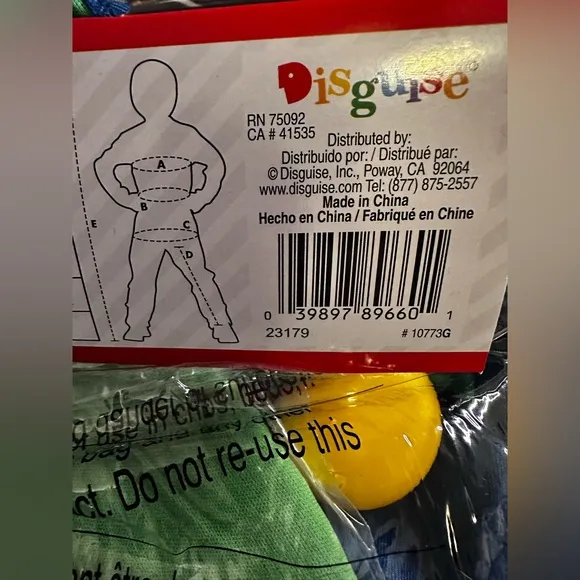 Disguise®
RN 75092
CA # 41535
Distributed by:
Distribuido por: / Distribué par:
© Disguise, Inc., Poway, CA 92064
www.disguise.com Tel: (877) 875-2557
Made in China
Hecho en China / Fabriqué en Chine
A
B
C
D
E
0 39897 89660 1
23179 # 10773G
ct. Do not re-use this